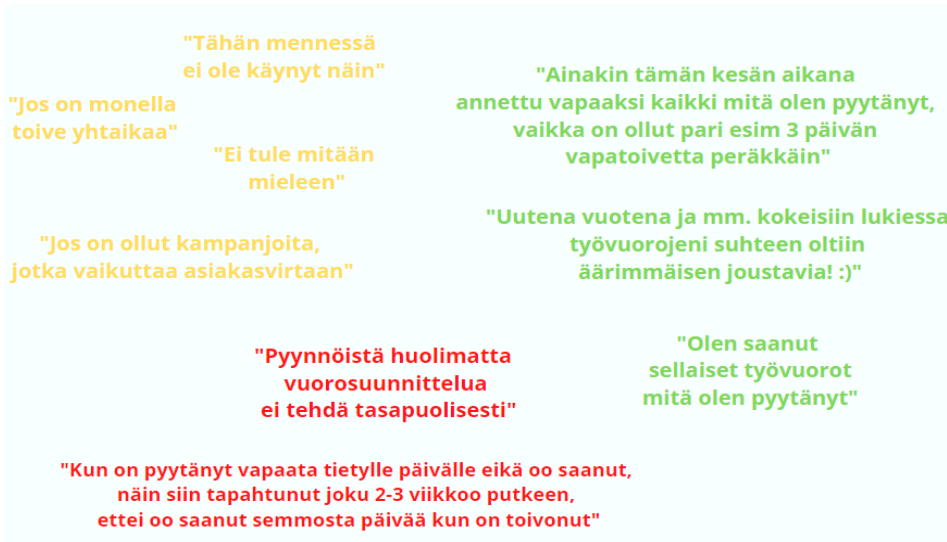 "Tähän mennessä
ei ole käynyt näin"
"Jos on monella
toive yhtaikaa"
"Ei tule mitään
mieleen"
"Jos on ollut kampanjoita,
jotka vaikuttaa asiakasvirtaan"
"Ainakin tämän kesän aikana
annettu vapaaksi kaikki mitä olen pyytänyt,
vaikka on ollut pari esim 3 päivän
vapatoivetta peräkkäin"
"Uutena vuotena ja mm. kokeisiin lukiessa
työvuorojeni suhteen oltiin
äärimmäisen joustavia! :)"
"Olen saanut
sellaiset työvuorot
mitä olen pyytänyt"
"Pyynnöistä huolimatta
vuorosuunnittelua
ei tehdä tasapuolisesti"
"Kun on pyytänyt vapaata tietylle päivälle eikä oo saanut,
näin siin tapahtunut joku 2-3 viikkoo putkeen,
ettei oo saanut semmosta päivää kun on toivonut"